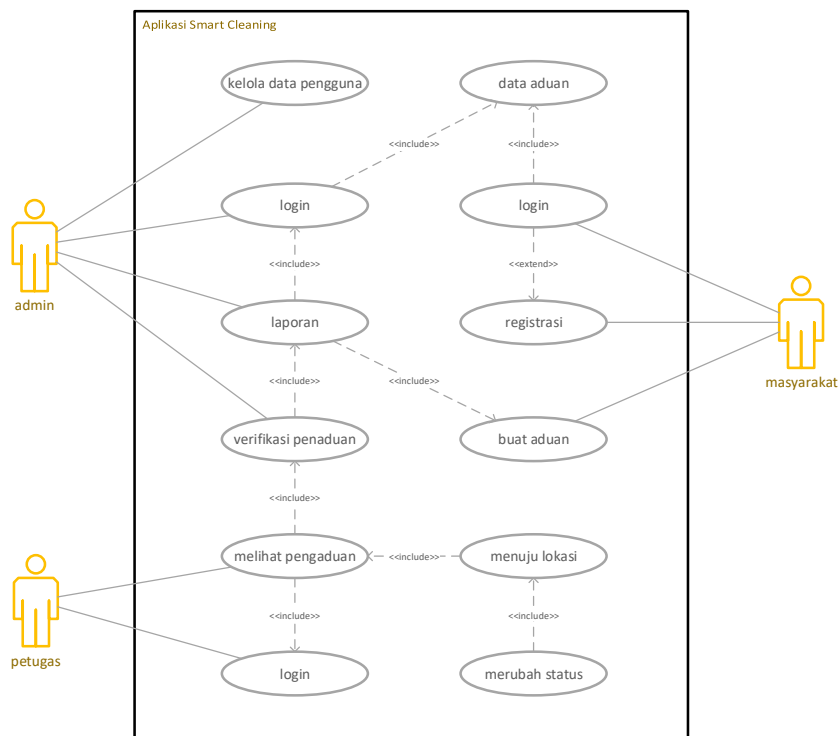 Aplikasi Smart Cleaning
kelola data pengguna
data aduan
<<include>>
<<include>>
login
login
<<include>>
<<extend>>
admin
laporan
registrasi
masyarakat
<<include>>
<<include>>
verifikasi penaduan
buat aduan
<<include>>
melihat pengaduan
<<include>>
menuju lokasi
<<include>>
<<include>>
petugas
login
merubah status